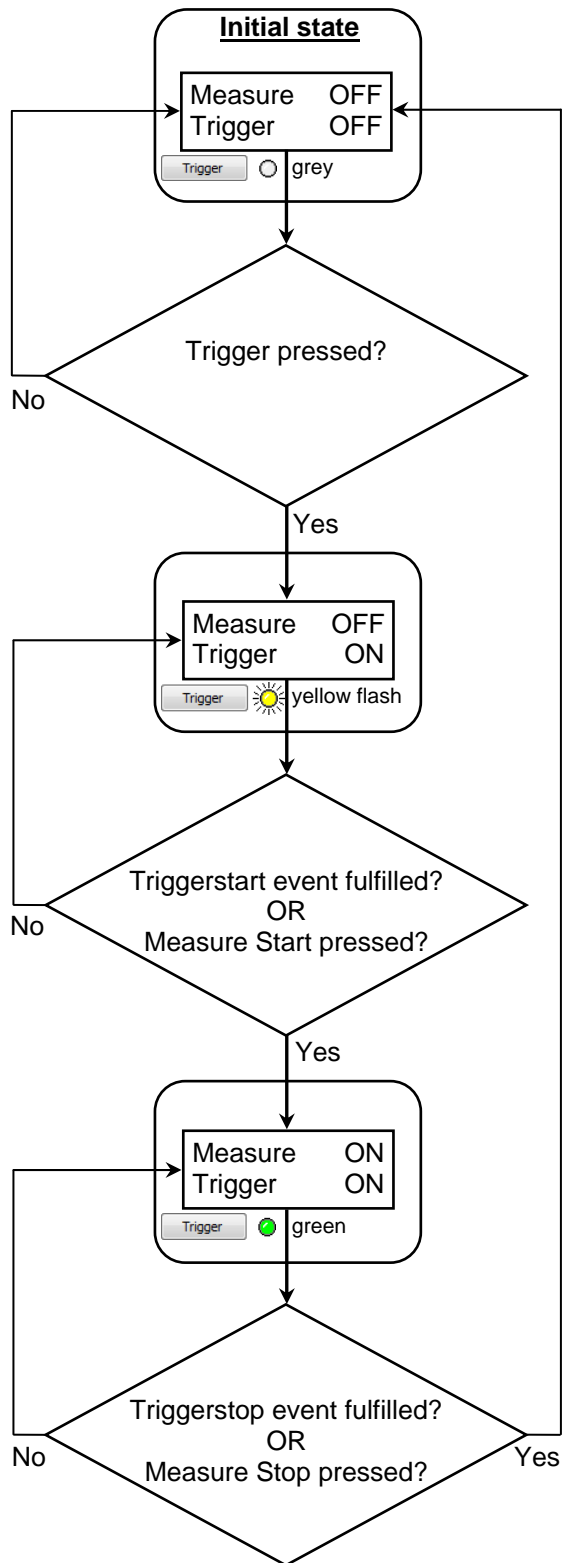 Initial state
Measure OFF
Trigger OFF
Trigger grey
Trigger pressed?
No
Yes
Measure OFF
Trigger ON
Trigger yellow flash
Triggerstart event fulfilled?
OR
No
Measure Start pressed?
Yes
Measure ON
Trigger ON
Trigger green
Triggerstop event fulfilled?
OR
No Yes
Measure Stop pressed?